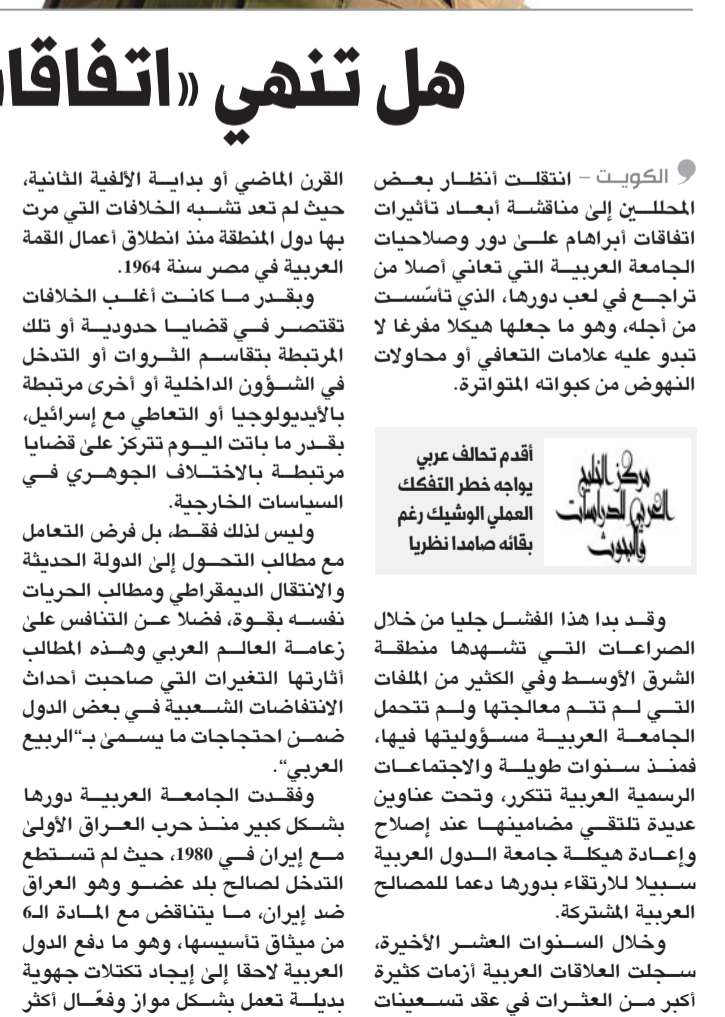 هل تنهي «اتفاقا
الكويت – انتقلت أنظار بعض
المحللين إلى مناقشة أبعاد تأثيرات
اتفاقات أبراهام على دور وصلاحيات
الجامعة العربية التي تعاني أصلا من
تراجع في لعب دورها، الذي تأسّست
من أجله، وهو ما جعلها هيكلا مفرغا لا
تبدو عليه علامات التعافي أو محاولات
النهوض من كبواته المتواترة.
مركز الخليج
العربي للدراسات
والبحوث
أقدم تحالف عربي
يواجه خطر التفكك
العملي الوشيك رغم
بقائه صامدا نظريا
وقد بدا هذا الفشل جليا من خلال
الصراعات التي تشهدها منطقة
الشرق الأوسط وفي الكثير من الملفات
التي لم تتم معالجتها ولم تتحمل
الجامعة العربية مسؤوليتها فيها،
فمنذ سنوات طويلة والاجتماعات
الرسمية العربية تتكرر، وتحت عناوين
عديدة تلتقي مضامينها عند إصلاح
وإعادة هيكلة جامعة الدول العربية
سبيلا للارتقاء بدورها دعما للمصالح
العربية المشتركة.
وخلال السنوات العشر الأخيرة،
سجلت العلاقات العربية أزمات كثيرة
أكبر من العثرات في عقد تسعينات
القرن الماضي أو بداية الألفية الثانية،
حيث لم تعد تشبه الخلافات التي مرت
بها دول المنطقة منذ انطلاق أعمال القمة
العربية في مصر سنة 1964.
وبقدر ما كانت أغلب الخلافات
تقتصر في قضايا حدودية أو تلك
المرتبطة بتقاسم الثروات أو التدخل
في الشؤون الداخلية أو أخرى مرتبطة
بالأيديولوجيا أو التعاطي مع إسرائيل،
بقدر ما باتت اليوم تتركز على قضايا
مرتبطة بالاختلاف الجوهري في
السياسات الخارجية.
وليس لذلك فقط، بل فرض التعامل
مع مطالب التحول إلى الدولة الحديثة
والانتقال الديمقراطي ومطالب الحريات
نفسه بقوة، فضلا عن التنافس على
زعامة العالم العربي وهذه المطالب
أثارتها التغيرات التي صاحبت أحداث
الانتفاضات الشعبية في بعض الدول
ضمن احتجاجات ما يسمى بـ“الربيع
العربي“.
وفقدت الجامعة العربية دورها
بشكل كبير منذ حرب العراق الأولى
مع إيران في 1980، حيث لم تستطع
التدخل لصالح بلد عضو وهو العراق
ضد إيران، ما يتناقض مع المادة الـ6
من ميثاق تأسيسها، وهو ما دفع الدول
العربية لاحقا إلى إيجاد تكتلات جهوية
بديلة تعمل بشكل مواز وفعّال أكثر